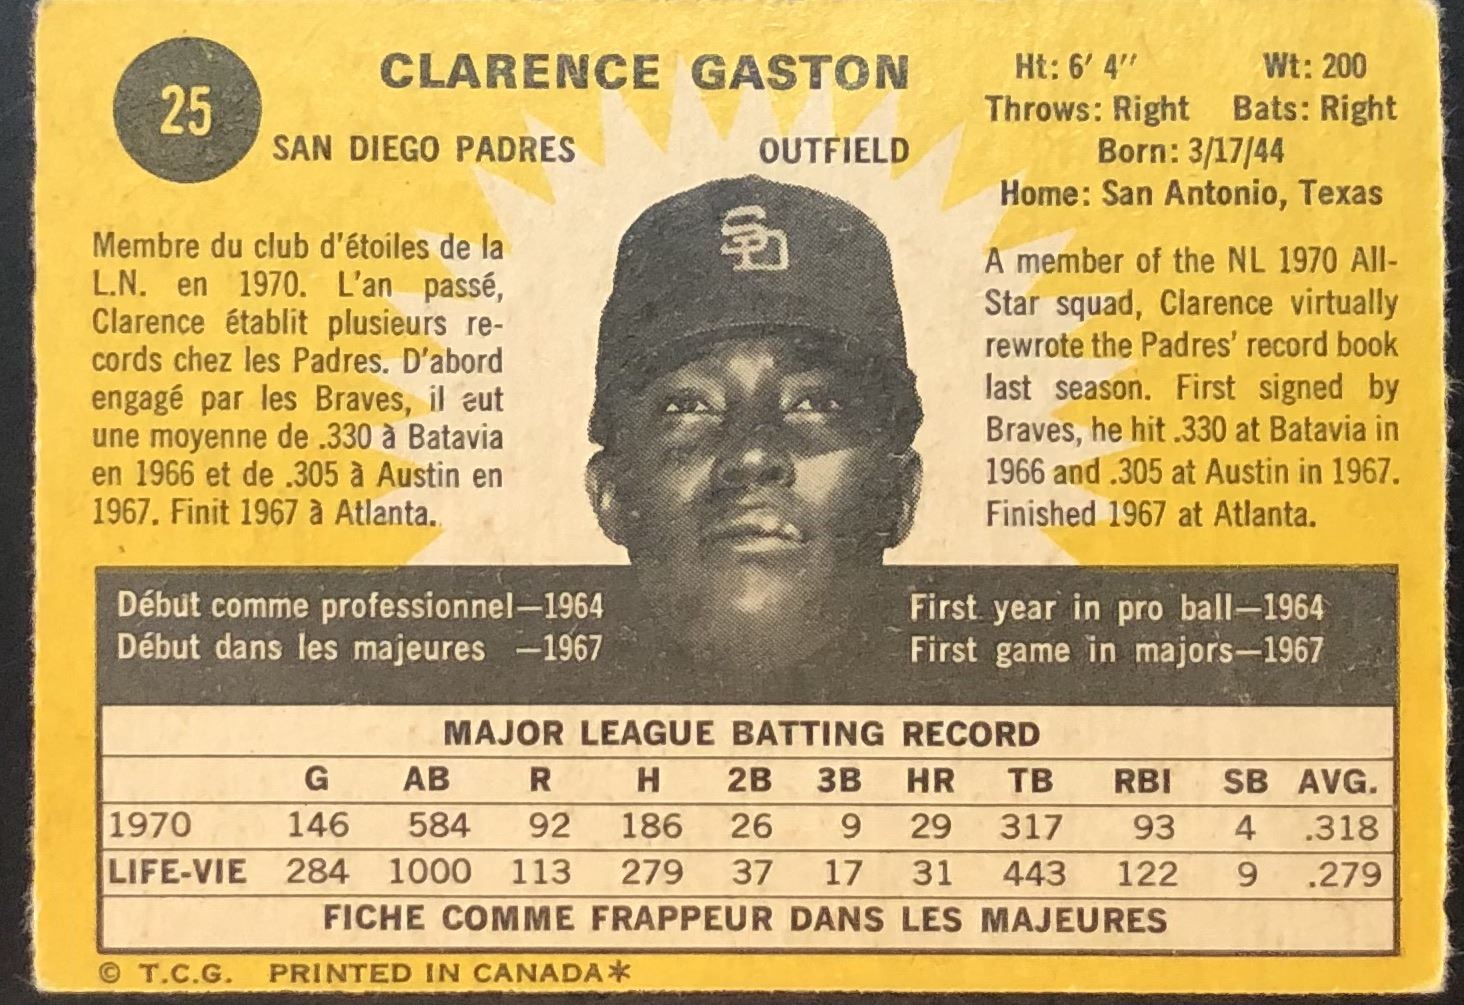 25
CLARENCE GASTON
SAN DIEGO PADRES OUTFIELD
Ht: 6' 4" Wt: 200
Throws: Right Bats: Right
Born: 3/17/44
Home: San Antonio, Texas
Membre du club d'étoiles de la
L.N. en 1970. L'an passé,
Clarence établit plusieurs re-
cords chez les Padres. D'abord
engagé par les Braves, il eut
une moyenne de .330 à Batavia
en 1966 et de .305 à Austin en
1967. Finit 1967 à Atlanta.
SD
A member of the NL 1970 All-
Star squad, Clarence virtually
rewrote the Padres' record book
last season. First signed by
Braves, he hit .330 at Batavia in
1966 and .305 at Austin in 1967.
Finished 1967 at Atlanta.
Début comme professionnel—1964
Début dans les majeures —1967
First year in pro ball—1964
First game in majors—1967
MAJOR LEAGUE BATTING RECORD
G AB R H 2B 3B HR TB RBI SB AVG.
1970 146 584 92 186 26 9 29 317 93 4 .318
LIFE-VIE 284 1000 113 279 37 17 31 443 122 9 .279
FICHE COMME FRAPPEUR DANS LES MAJEURES
© T.C.G. PRINTED IN CANADA*